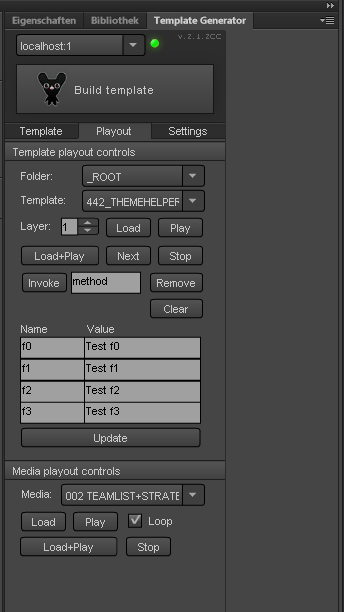 Eigenschaften Bibliothek Template Generator
localhost:1
v.2.1.2CC
Build template
Template Playout Settings
Template playout controls
Folder: _ROOT
Template: 442_THEMEHELPER
Layer: 1 Load Play
Load+Play Next Stop
Invoke method Remove
Clear
Name Value
f0 Test f0
f1 Test f1
f2 Test f2
f3 Test f3
Update
Media playout controls
Media: 002 TEAMLIST+STRATE
Load Play Loop
Load+Play Stop